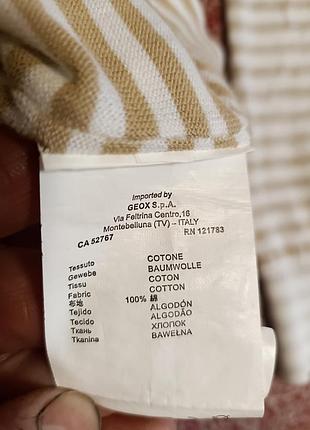 Imported by
GEOX S.p.A.
Via Feltrina Centro,16
Montebelluna (TV) – ITALY
CA 52767 RN 121783
Tessuto COTONE
Gewebe BAUMWOLLE
Tissu COTON
Fabric COTTON
布地 100% 綿
Tejido ALGODÓN
Tecido ALGODÃO
Ткань ХЛОПОК
Tkanina BAWEŁNA